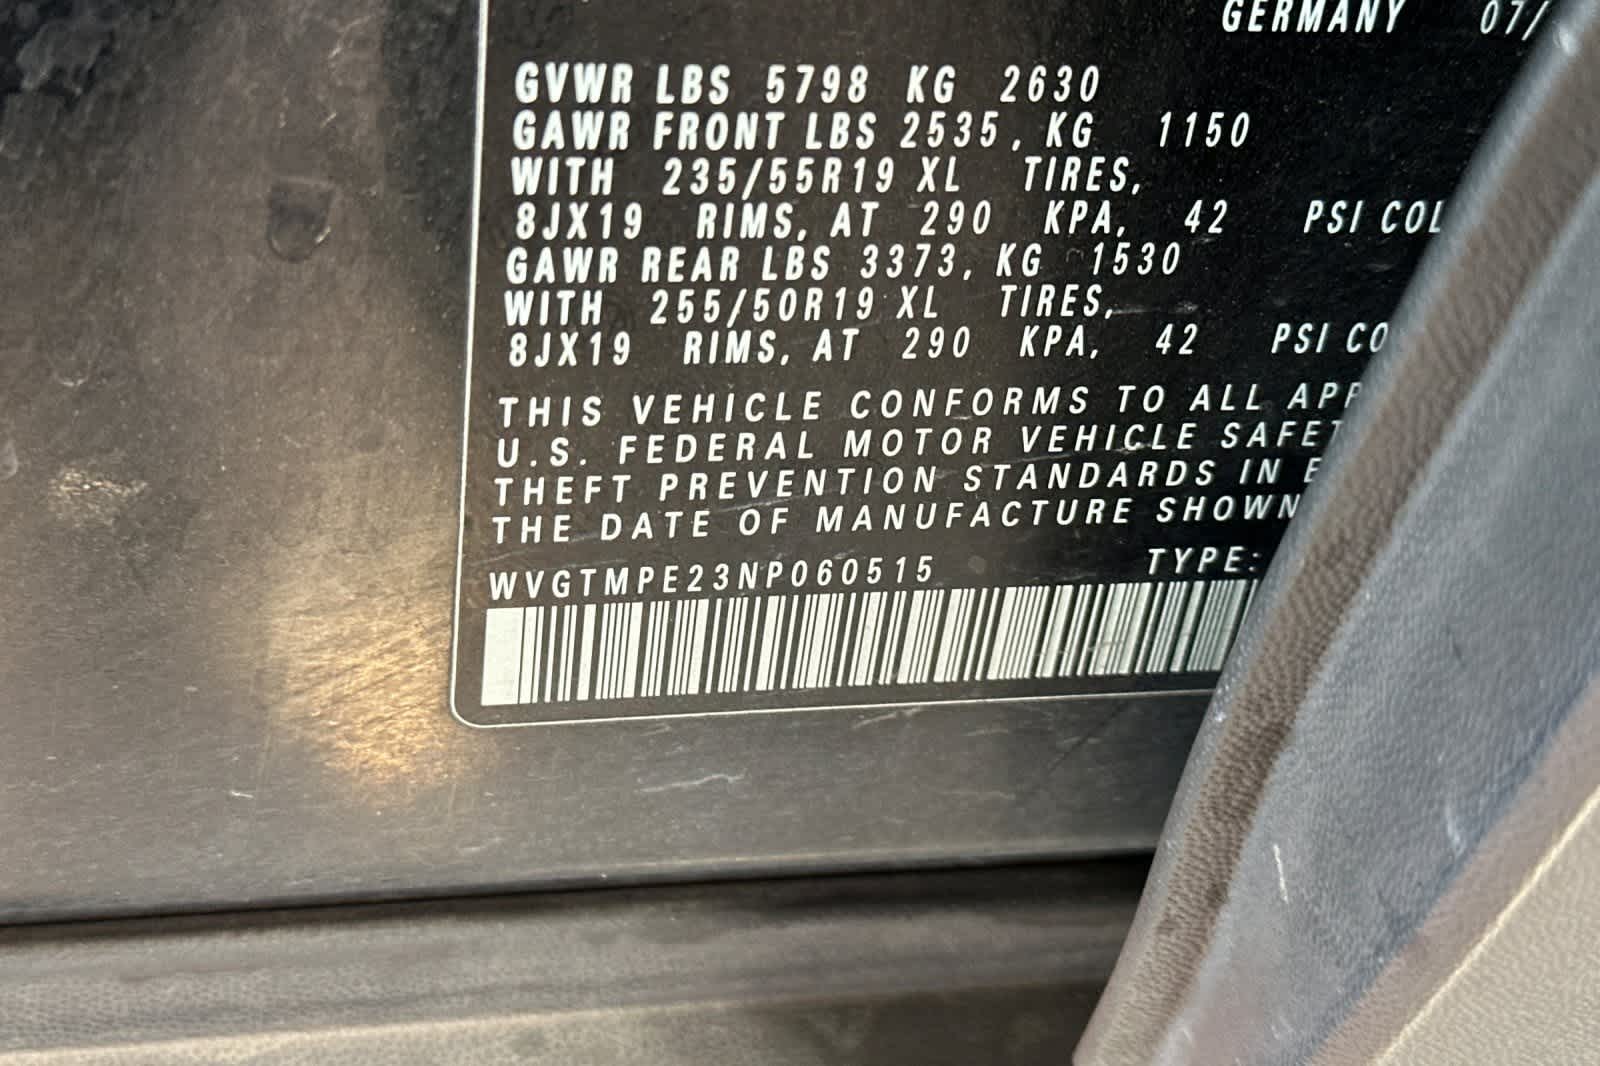 GERMANY 07/
GVWR LBS 5798 KG 2630
GAWR FRONT LBS 2535, KG 1150
WITH 235/55R19 XL TIRES,
8JX19 RIMS, AT 290 KPA, 42 PSI COL
GAWR REAR LBS 3373, KG 1530
WITH 255/50R19 XL TIRES,
8JX19 RIMS, AT 290 KPA, 42 PSI CO
THIS VEHICLE CONFORMS TO ALL APP
U.S. FEDERAL MOTOR VEHICLE SAFET
THEFT PREVENTION STANDARDS IN E
THE DATE OF MANUFACTURE SHOWN
WVGTMPE23NP060515 TYPE: